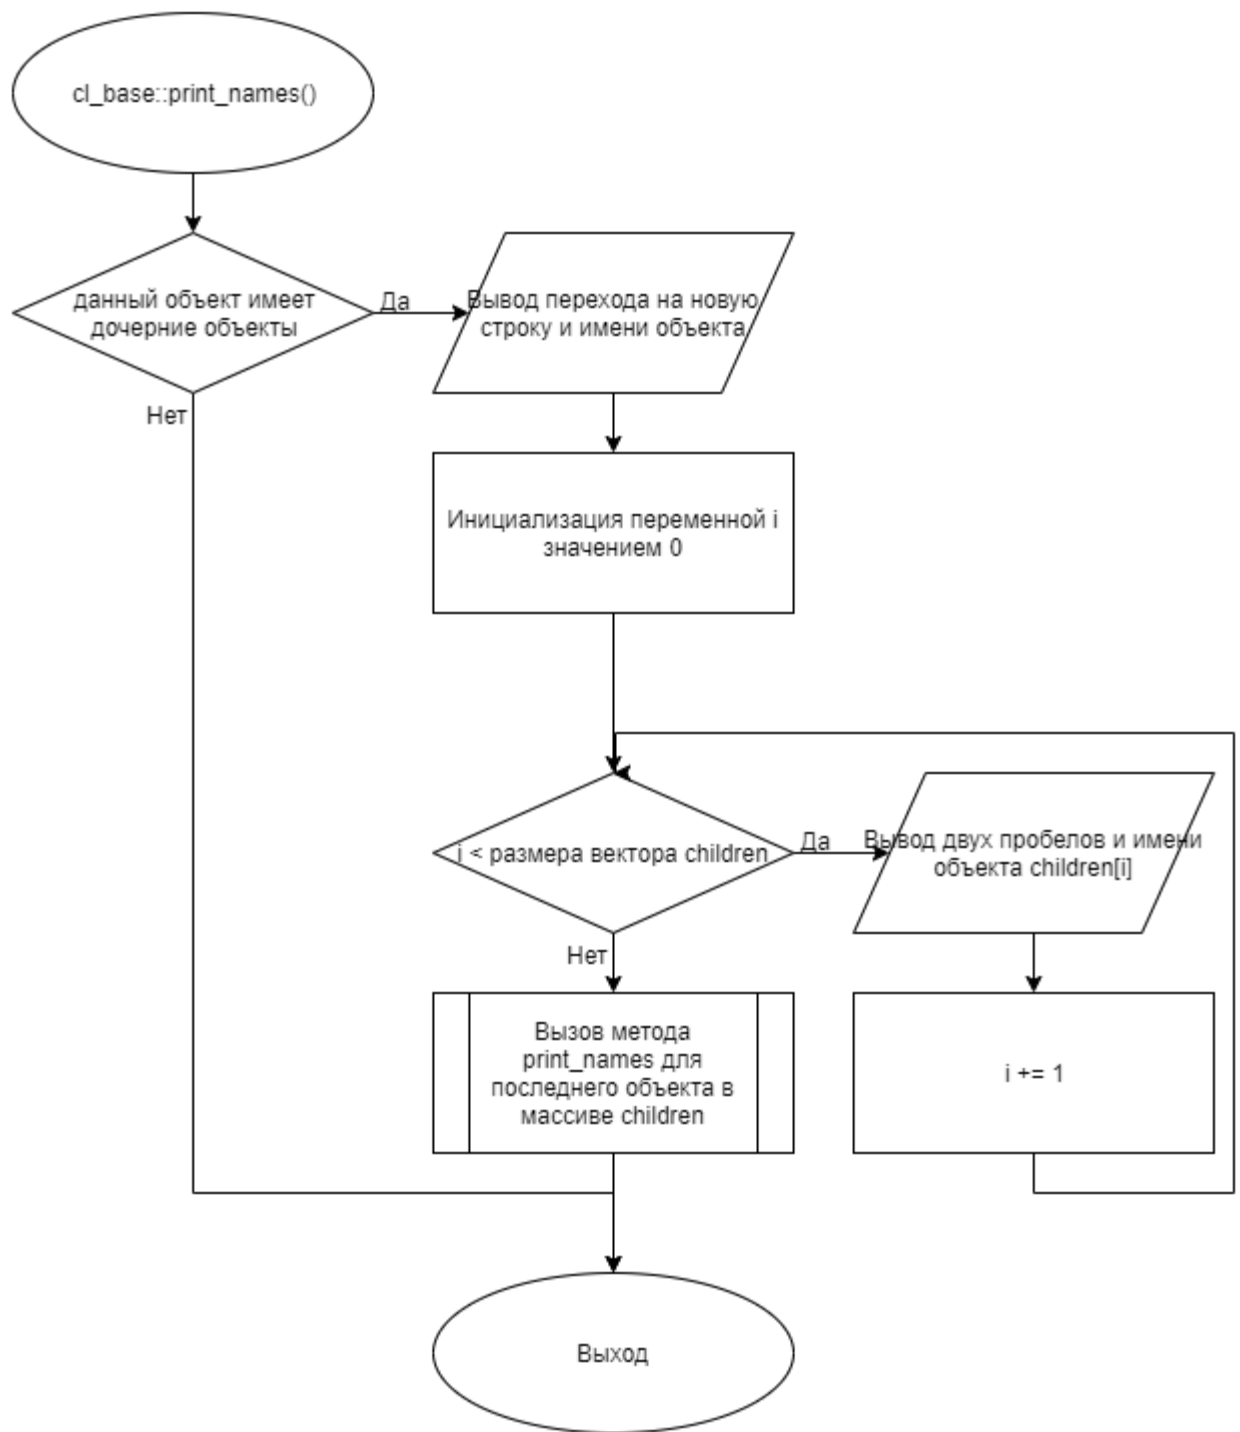 cl_base::print_names()
данный объект имеет
дочерние объекты
Да
Вывод перехода на новую
строку и имени объекта
Нет
Инициализация переменной i
значением 0
i < размера вектора children
Да
Вывод двух пробелов и имени
объекта children[i]
Нет
Вызов метода
print_names для
последнего объекта в
массиве children
i += 1
Выход